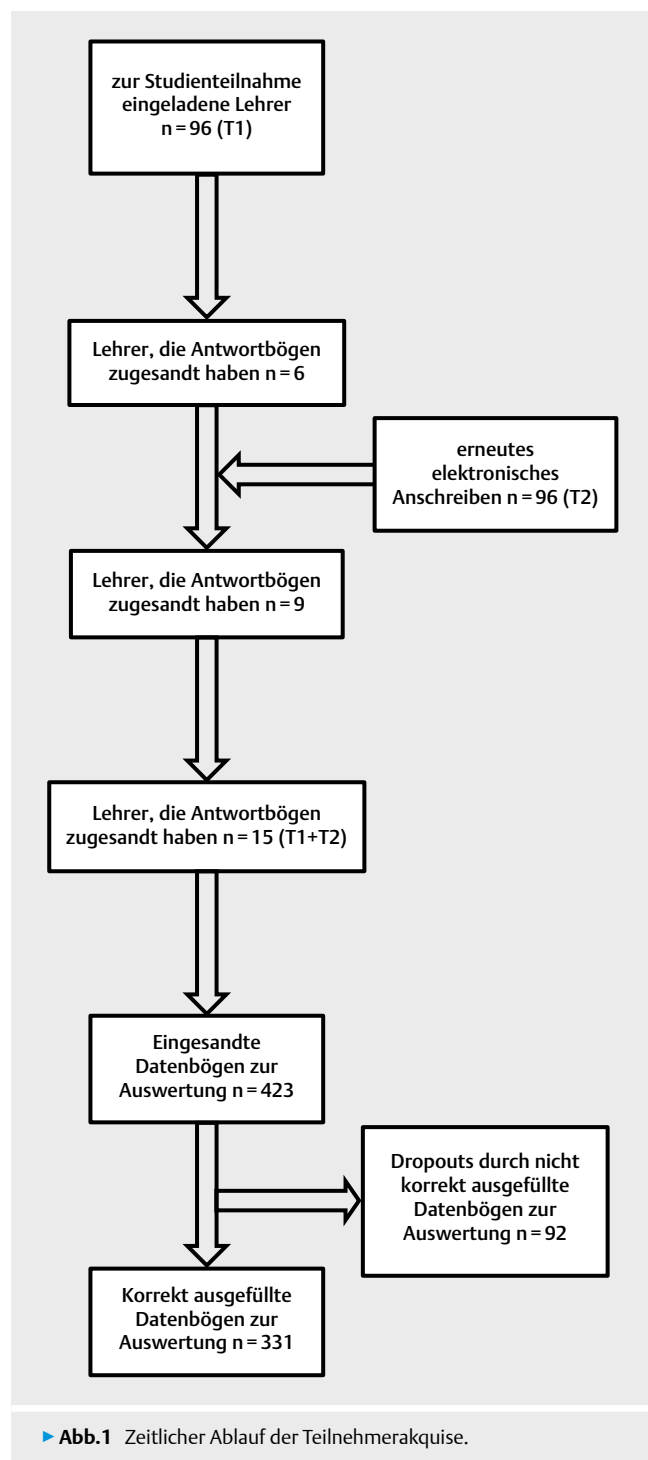 zur Studienteilnahme
eingeladene Lehrer
n = 96 (T1)
Lehrer, die Antwortbögen
zugesandt haben n = 6
erneutes
elektronisches
Anschreiben n = 96 (T2)
Lehrer, die Antwortbögen
zugesandt haben n = 9
Lehrer, die Antwortbögen
zugesandt haben n = 15 (T1+T2)
Eingesandte
Datenbögen zur
Auswertung n = 423
Dropouts durch nicht
korrekt ausgefüllte
Datenbögen zur
Auswertung n = 92
Korrekt ausgefüllte
Datenbögen zur
Auswertung n = 331
▶ Abb.1 Zeitlicher Ablauf der Teilnehmerakquise.